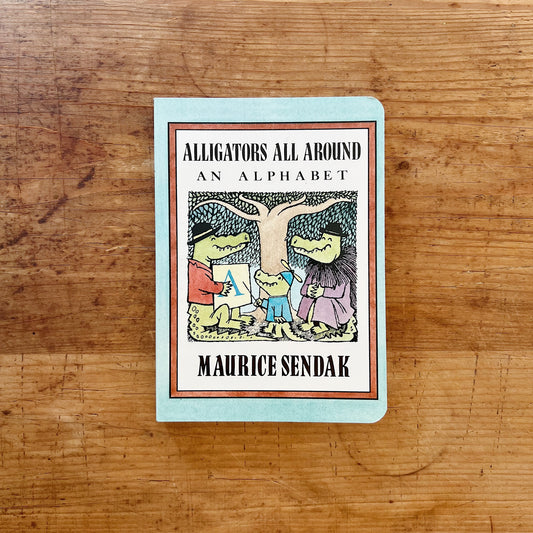 ALLIGATORS ALL AROUND
AN ALPHABET
A
MAURICE SENDAK